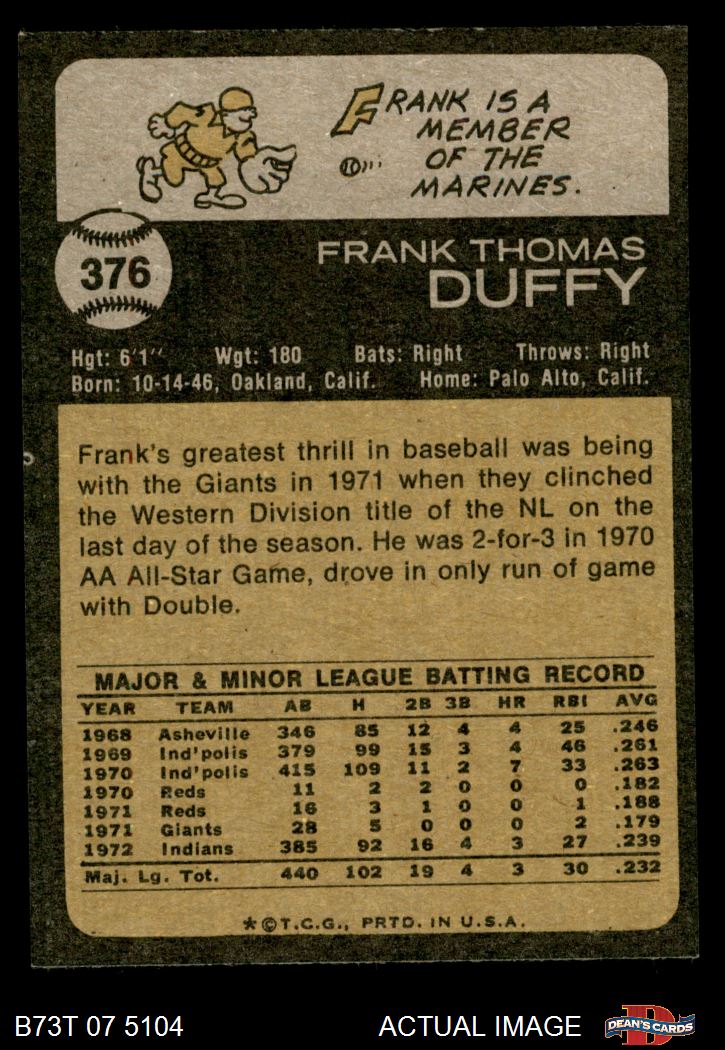 FRANK IS A
MEMBER
OF THE
MARINES.
376
FRANK THOMAS
DUFFY
Hgt: 6'1" Wgt: 180 Bats: Right Throws: Right
Born: 10-14-46, Oakland, Calif. Home: Palo Alto, Calif.
Frank's greatest thrill in baseball was being
with the Giants in 1971 when they clinched
the Western Division title of the NL on the
last day of the season. He was 2-for-3 in 1970
AA All-Star Game, drove in only run of game
with Double.
MAJOR & MINOR LEAGUE BATTING RECORD
YEAR TEAM AB H 2B 3B HR RBI AVG
1968 Asheville 346 85 12 4 4 25 .246
1969 Ind'polis 379 99 15 3 4 46 .261
1970 Ind'polis 415 109 11 2 7 33 .263
1970 Reds 11 2 2 0 0 0 .182
1971 Reds 16 3 1 0 0 1 .188
1971 Giants 28 5 0 0 0 2 .179
1972 Indians 385 92 16 4 3 27 .239
Maj. Lg. Tot. 440 102 19 4 3 30 .232
*©T.C.G., PRTD. IN U.S.A.
B73T 07 5104 ACTUAL IMAGE D DEAN'S CARDS